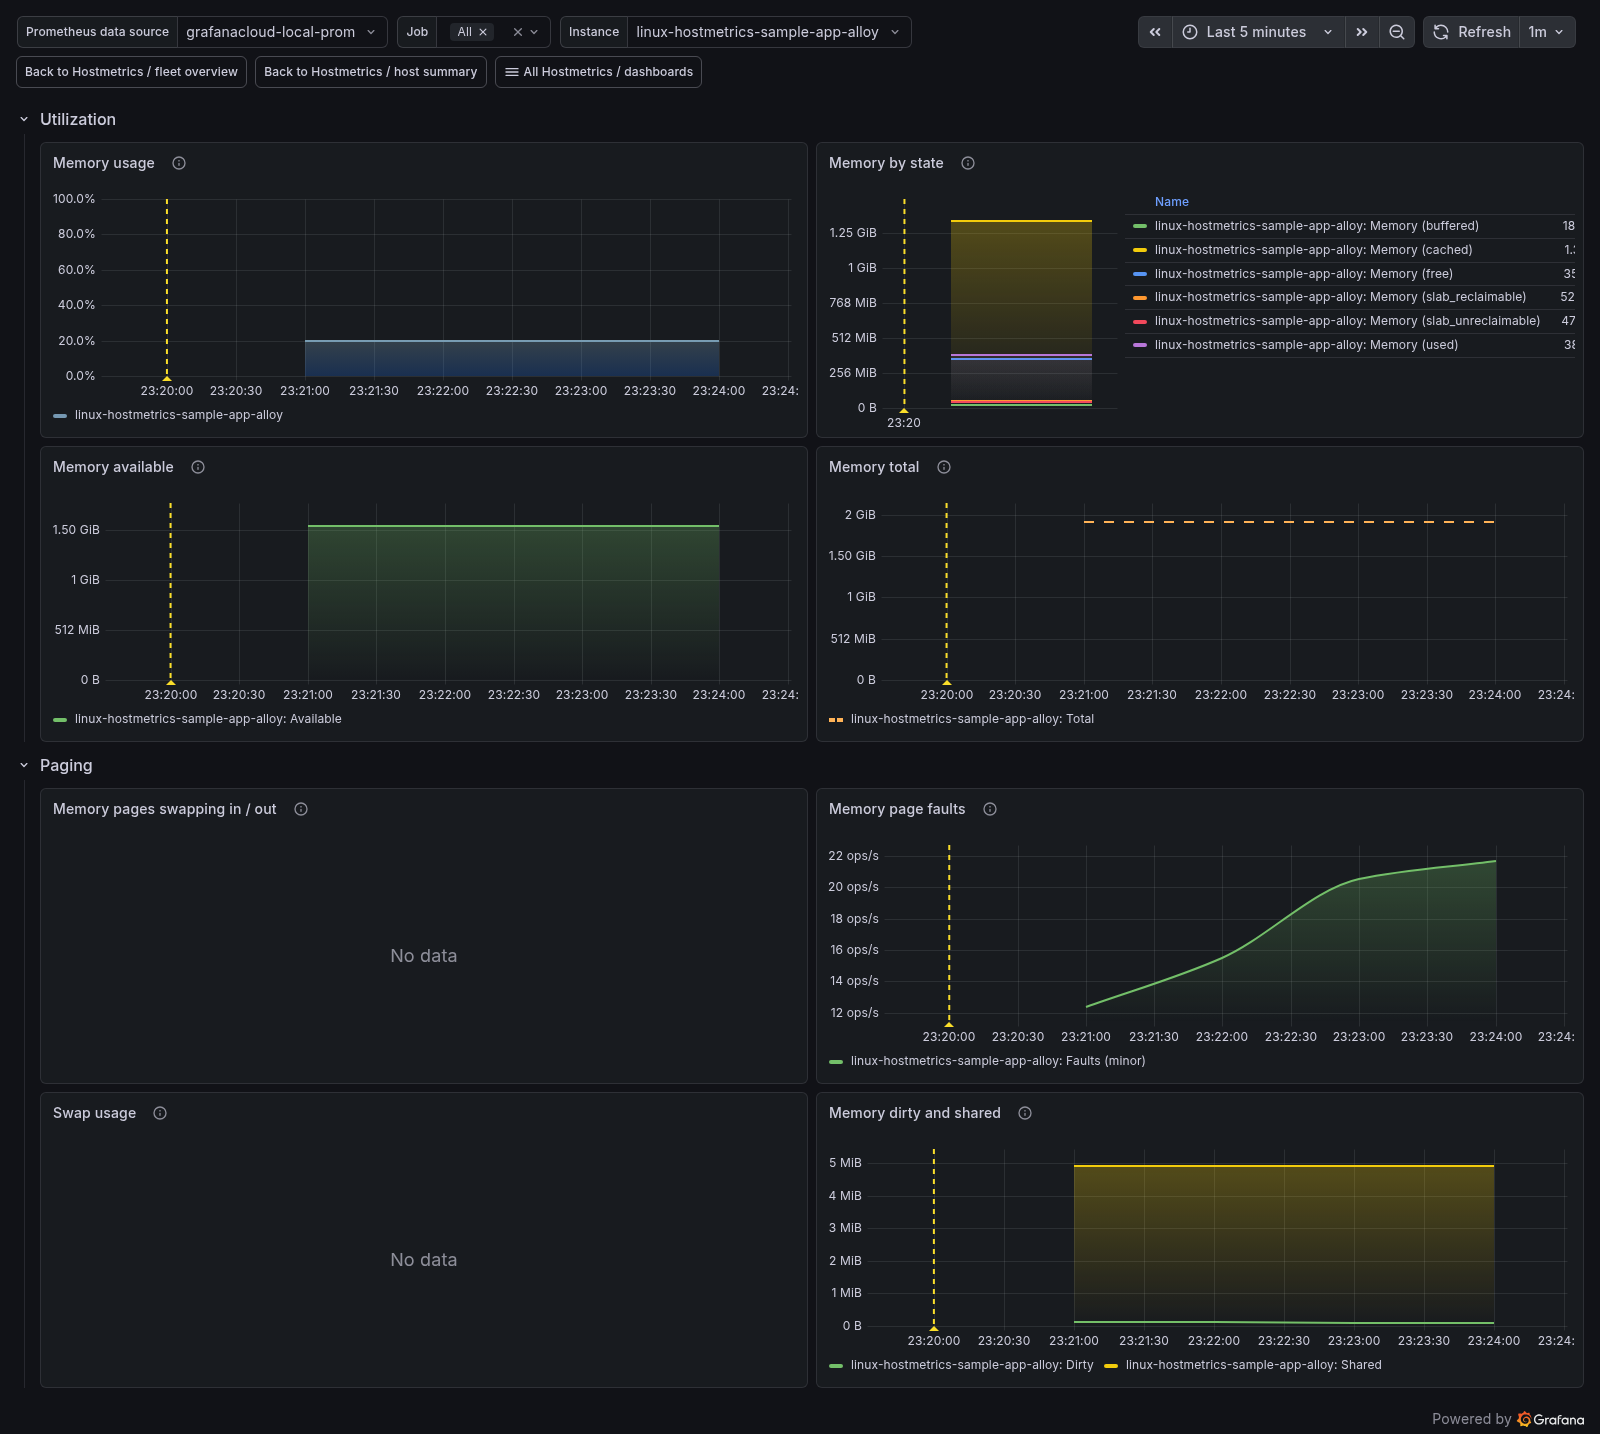 Prometheus data source grafanacloud-local-prom Job All Instance linux-hostmetrics-sample-app-alloy Last 5 minutes Refresh 1m
Back to Hostmetrics / fleet overview Back to Hostmetrics / host summary All Hostmetrics / dashboards
Utilization
Memory usage
100.0%
80.0%
60.0%
40.0%
20.0%
0.0%
23:20:00 23:20:30 23:21:00 23:21:30 23:22:00 23:22:30 23:23:00 23:23:30 23:24:00 23:24:
linux-hostmetrics-sample-app-alloy
Memory by state
1.25 GiB
1 GiB
768 MiB
512 MiB
256 MiB
0 B
23:20
Name
linux-hostmetrics-sample-app-alloy: Memory (buffered) 18
linux-hostmetrics-sample-app-alloy: Memory (cached) 1.
linux-hostmetrics-sample-app-alloy: Memory (free) 35
linux-hostmetrics-sample-app-alloy: Memory (slab_reclaimable) 52
linux-hostmetrics-sample-app-alloy: Memory (slab_unreclaimable) 47
linux-hostmetrics-sample-app-alloy: Memory (used) 38
Memory available
1.50 GiB
1 GiB
512 MiB
0 B
23:20:00 23:20:30 23:21:00 23:21:30 23:22:00 23:22:30 23:23:00 23:23:30 23:24:00 23:24:
linux-hostmetrics-sample-app-alloy: Available
Memory total
2 GiB
1.50 GiB
1 GiB
512 MiB
0 B
23:20:00 23:20:30 23:21:00 23:21:30 23:22:00 23:22:30 23:23:00 23:23:30 23:24:00 23:24:
linux-hostmetrics-sample-app-alloy: Total
Paging
Memory pages swapping in / out
No data
Memory page faults
22 ops/s
20 ops/s
18 ops/s
16 ops/s
14 ops/s
12 ops/s
23:20:00 23:20:30 23:21:00 23:21:30 23:22:00 23:22:30 23:23:00 23:23:30 23:24:00 23:24:
linux-hostmetrics-sample-app-alloy: Faults (minor)
Swap usage
No data
Memory dirty and shared
5 MiB
4 MiB
3 MiB
2 MiB
1 MiB
0 B
23:20:00 23:20:30 23:21:00 23:21:30 23:22:00 23:22:30 23:23:00 23:23:30 23:24:00 23:24:
linux-hostmetrics-sample-app-alloy: Dirty linux-hostmetrics-sample-app-alloy: Shared
Powered by Grafana